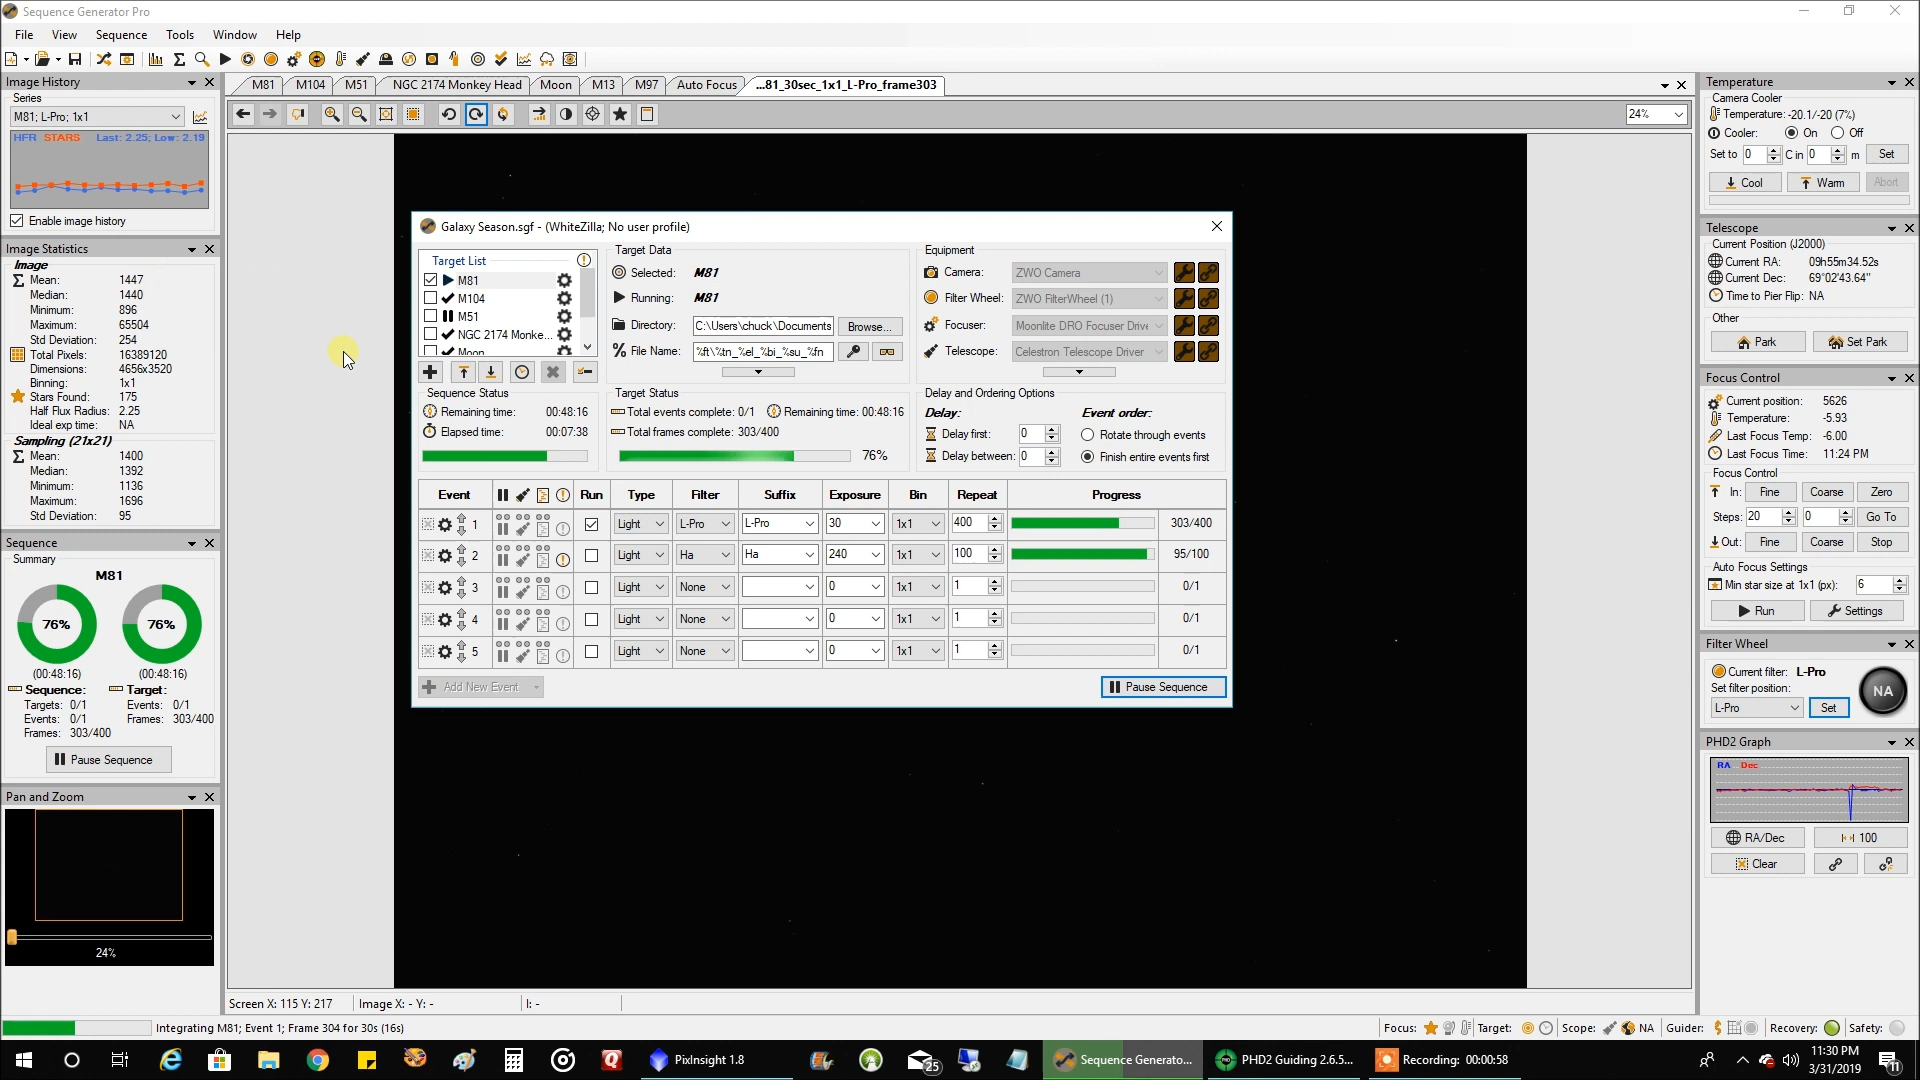 Sequence Generator Pro
File View Sequence Tools Window Help
Image History
Series
M81; L-Pro; 1x1
HFR STARS Last: 2.25; Low: 2.19
Enable image history
Image Statistics
Image
Mean: 1447
Median: 1440
Minimum: 896
Maximum: 65504
Std Deviation: 254
Total Pixels: 16389120
Dimensions: 4656x3520
Binning: 1x1
Stars Found: 175
Half Flux Radius: 2.25
Ideal exp time: NA
Sampling (21x21)
Mean: 1400
Median: 1392
Minimum: 1136
Maximum: 1696
Std Deviation: 95
Sequence
Summary
M81
76% 76%
(00:48:16) (00:48:16)
Sequence: Target:
Targets: 0/1 Events: 0/1
Events: 0/1 Frames: 303/400
Frames: 303/400
Pause Sequence
Pan and Zoom
24%
M81 M104 M51 NGC 2174 Monkey Head Moon M13 M97 Auto Focus ...81_30sec_1x1_L-Pro_frame303
24%
Galaxy Season.sgf - (WhiteZilla; No user profile)
Target List
M81
M104
M51
NGC 2174 Monke...
Moon
Target Data
Selected: M81
Running: M81
Directory: C:\Users\chuck\Documents Browse...
File Name: %ft\%tn_%el_%bi_%su_%fn
Equipment
Camera: ZWO Camera
Filter Wheel: ZWO FilterWheel (1)
Focuser: Moonlite DRO Focuser Drive
Telescope: Celestron Telescope Driver
Sequence Status
Remaining time: 00:48:16
Elapsed time: 00:07:38
Target Status
Total events complete: 0/1 Remaining time: 00:48:16
Total frames complete: 303/400
76%
Delay and Ordering Options
Delay: Event order:
Delay first: 0 Rotate through events
Delay between: 0 Finish entire events first
Event Run Type Filter Suffix Exposure Bin Repeat Progress
1 Light L-Pro L-Pro 30 1x1 400 303/400
2 Light Ha Ha 240 1x1 100 95/100
3 Light None 0 1x1 1 0/1
4 Light None 0 1x1 1 0/1
5 Light None 0 1x1 1 0/1
Add New Event Pause Sequence
Temperature
Camera Cooler
Temperature: -20.1/-20 (7%)
Cooler: On Off
Set to 0 C in 0 m Set
Cool Warm Abort
Telescope
Current Position (J2000)
Current RA: 09h55m34.52s
Current Dec: 69°02'43.64"
Time to Pier Flip: NA
Other
Park Set Park
Focus Control
Current position: 5626
Temperature: -5.93
Last Focus Temp: -6.00
Last Focus Time: 11:24 PM
Focus Control
In: Fine Coarse Zero
Steps: 20 0 Go To
Out: Fine Coarse Stop
Auto Focus Settings
Min star size at 1x1 (px): 6
Run Settings
Filter Wheel
Current filter: L-Pro
Set filter position:
L-Pro Set NA
PHD2 Graph
RA Dec
RA/Dec 100
Clear
Screen X: 115 Y: 217 Image X: - Y: - I: -
Integrating M81; Event 1; Frame 304 for 30s (16s)
Focus: Target: Scope: NA Guider: Recovery: Safety:
PixInsight 1.8 25 Sequence Generato... PHD2 Guiding 2.6.5... Recording: 00:00:58
11:30 PM
3/31/2019
11